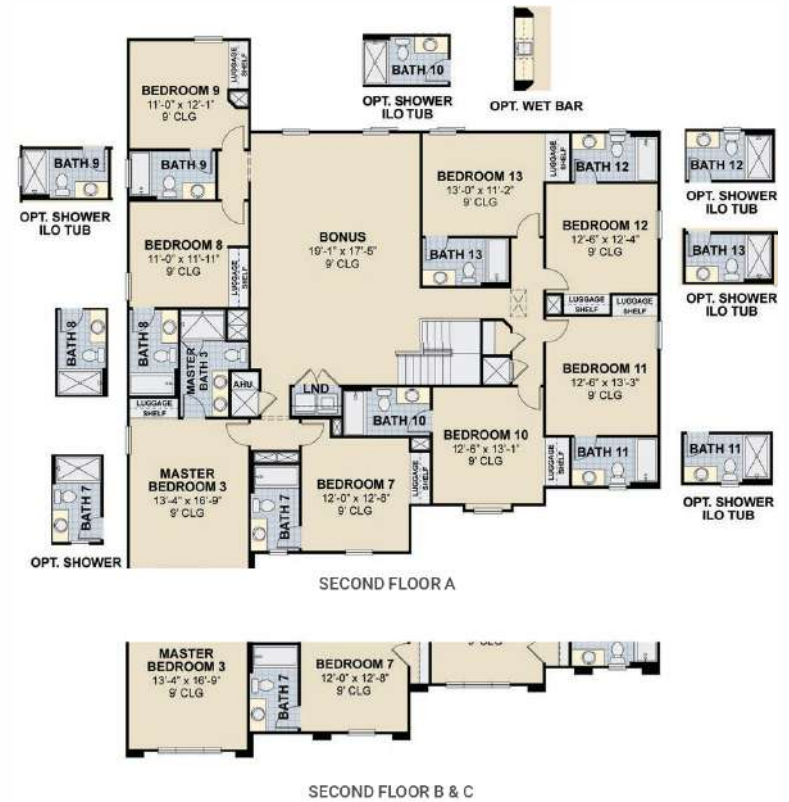 BEDROOM 9
11'-0" x 12'-1"
9' CLG
LUGGAGE
SHELF
BATH 10
OPT. SHOWER
ILO TUB
OPT. WET BAR
BATH 9
OPT. SHOWER
ILO TUB
BATH 9
BONUS
19'-1" x 17'-5"
9' CLG
BEDROOM 13
13'-0" x 11'-2"
9' CLG
LUGGAGE
SHELF
BATH 12
BATH 12
OPT. SHOWER
ILO TUB
BEDROOM 8
11'-0" x 11'-11"
9' CLG
LUGGAGE
SHELF
BATH 13
BEDROOM 12
12'-6" x 12'-4"
9' CLG
LUGGAGE
SHELF
LUGGAGE
SHELF
BATH 13
OPT. SHOWER
ILO TUB
BATH 8
BATH 8
MASTER
BATH 3
AHU
LND
LUGGAGE
SHELF
BATH 10
BEDROOM 11
12'-6" x 13'-3"
9' CLG
MASTER
BEDROOM 3
13'-4" x 16'-9"
9' CLG
BATH 7
OPT. SHOWER
BATH 7
BEDROOM 7
12'-0" x 12'-8"
9' CLG
LUGGAGE
SHELF
BEDROOM 10
12'-6" x 13'-1"
9' CLG
LUGGAGE
SHELF
BATH 11
BATH 11
OPT. SHOWER
ILO TUB
SECOND FLOOR A
MASTER
BEDROOM 3
13'-4" x 16'-9"
9' CLG
BATH 7
BEDROOM 7
12'-0" x 12'-8"
9' CLG
9' CLG
SECOND FLOOR B & C